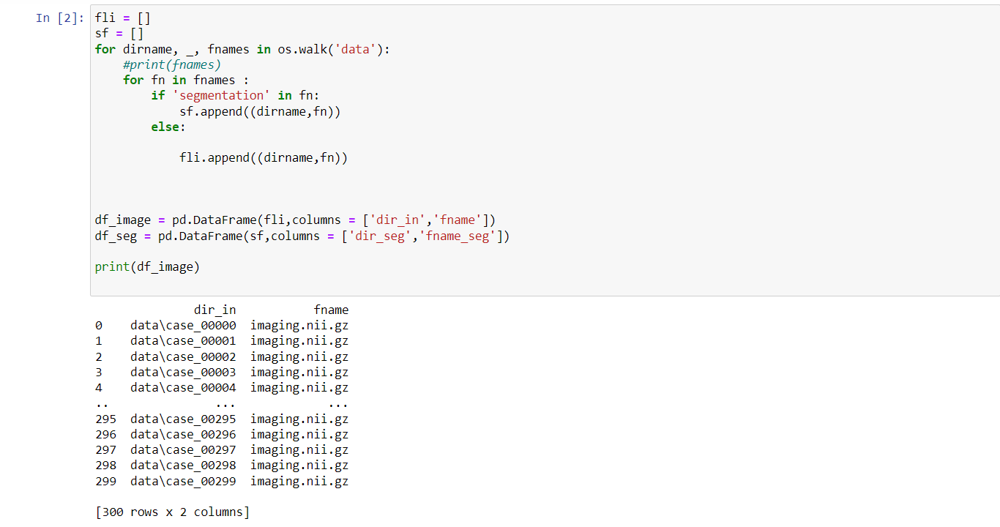 In [2]: fli = []
sf = []
for dirname, _, fnames in os.walk('data'):
    #print(fnames)
    for fn in fnames :
        if 'segmentation' in fn:
            sf.append((dirname,fn))
        else:
            fli.append((dirname,fn))
df_image = pd.DataFrame(fli,columns = ['dir_in','fname'])
df_seg = pd.DataFrame(sf,columns = ['dir_seg','fname_seg'])
print(df_image)
              dir_in           fname
0    data\case_00000  imaging.nii.gz
1    data\case_00001  imaging.nii.gz
2    data\case_00002  imaging.nii.gz
3    data\case_00003  imaging.nii.gz
4    data\case_00004  imaging.nii.gz
..               ...             ...
295  data\case_00295  imaging.nii.gz
296  data\case_00296  imaging.nii.gz
297  data\case_00297  imaging.nii.gz
298  data\case_00298  imaging.nii.gz
299  data\case_00299  imaging.nii.gz
[300 rows x 2 columns]